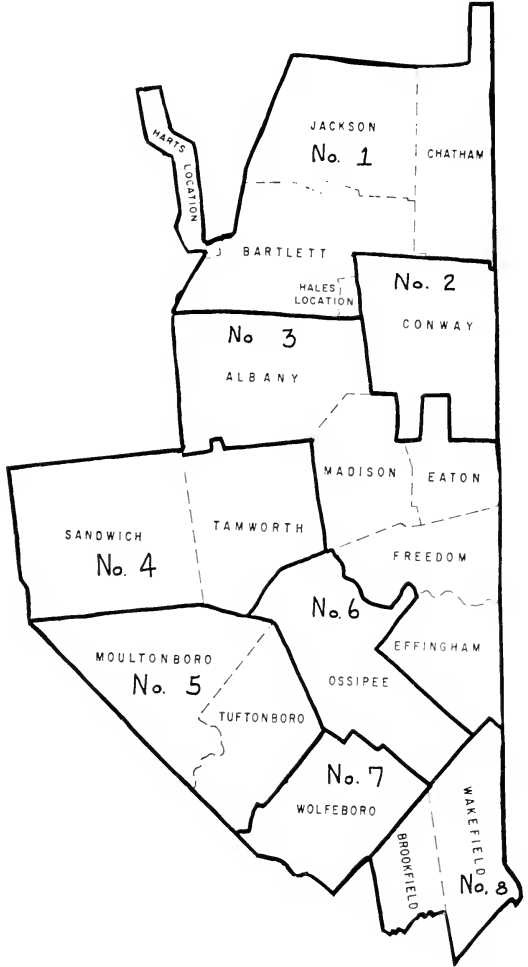 JACKSON
No. 1
CHATHAM
HARTS
LOCATION
BARTLETT
HALES
LOCATION
No. 2
CONWAY
No 3
ALBANY
MADISON
EATON
SANDWICH
No. 4
TAMWORTH
FREEDOM
No. 6
EFFINGHAM
MOULTONBORO
No. 5
OSSIPEE
TUFTONBORO
No. 7
WOLFEBORO
WAKEFIELD
No. 8
BROOKFIELD